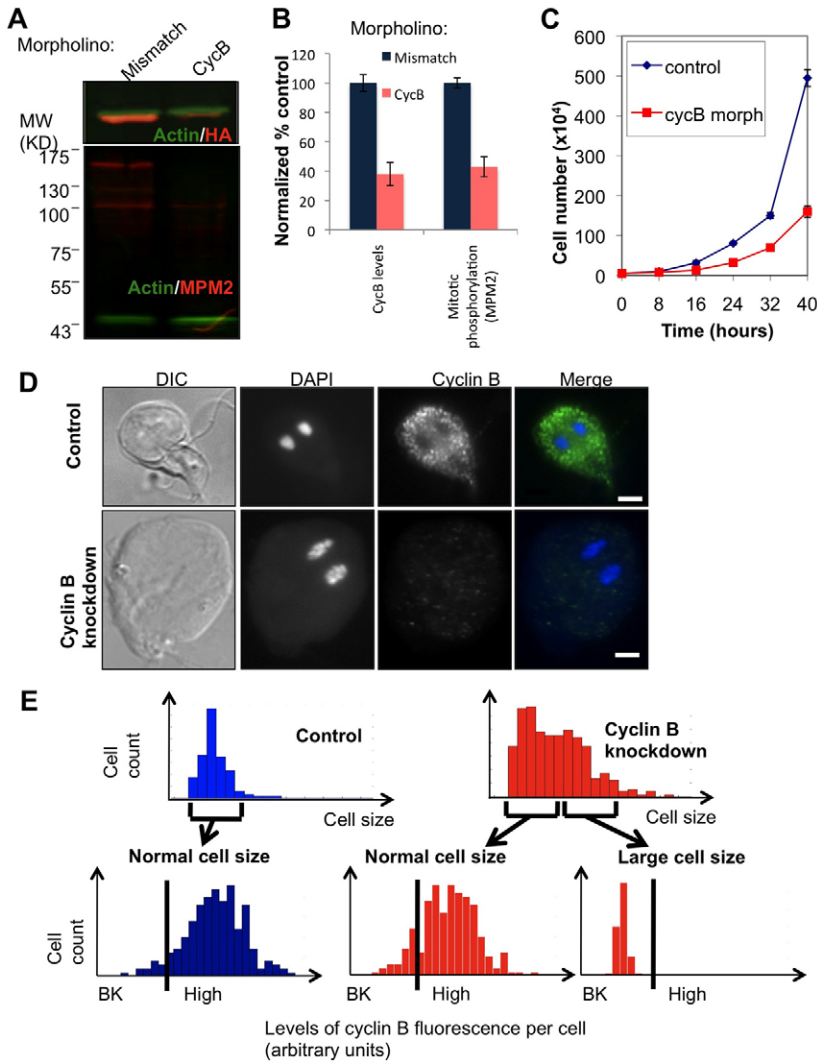 A
Morpholino:
Mismatch
CycB
MW
(KD)
Actin/HA
175
130
100
75
55
43
Actin/MPM2
B
Morpholino:
Mismatch
CycB
Normalized % control
120
100
80
60
40
20
0
CycB levels
Mitotic
phosphorylation
(MPM2)
C
control
cycB morph
Cell number (x10⁴)
600
500
400
300
200
100
0
0 8 16 24 32 40
Time (hours)
D
DIC DAPI Cyclin B Merge
Control
Cyclin B
knockdown
E
Cell
count
Control
Cell size
Cyclin B
knockdown
Cell size
Normal cell size
Normal cell size
Large cell size
Cell
count
BK High
BK High
BK High
Levels of cyclin B fluorescence per cell
(arbitrary units)